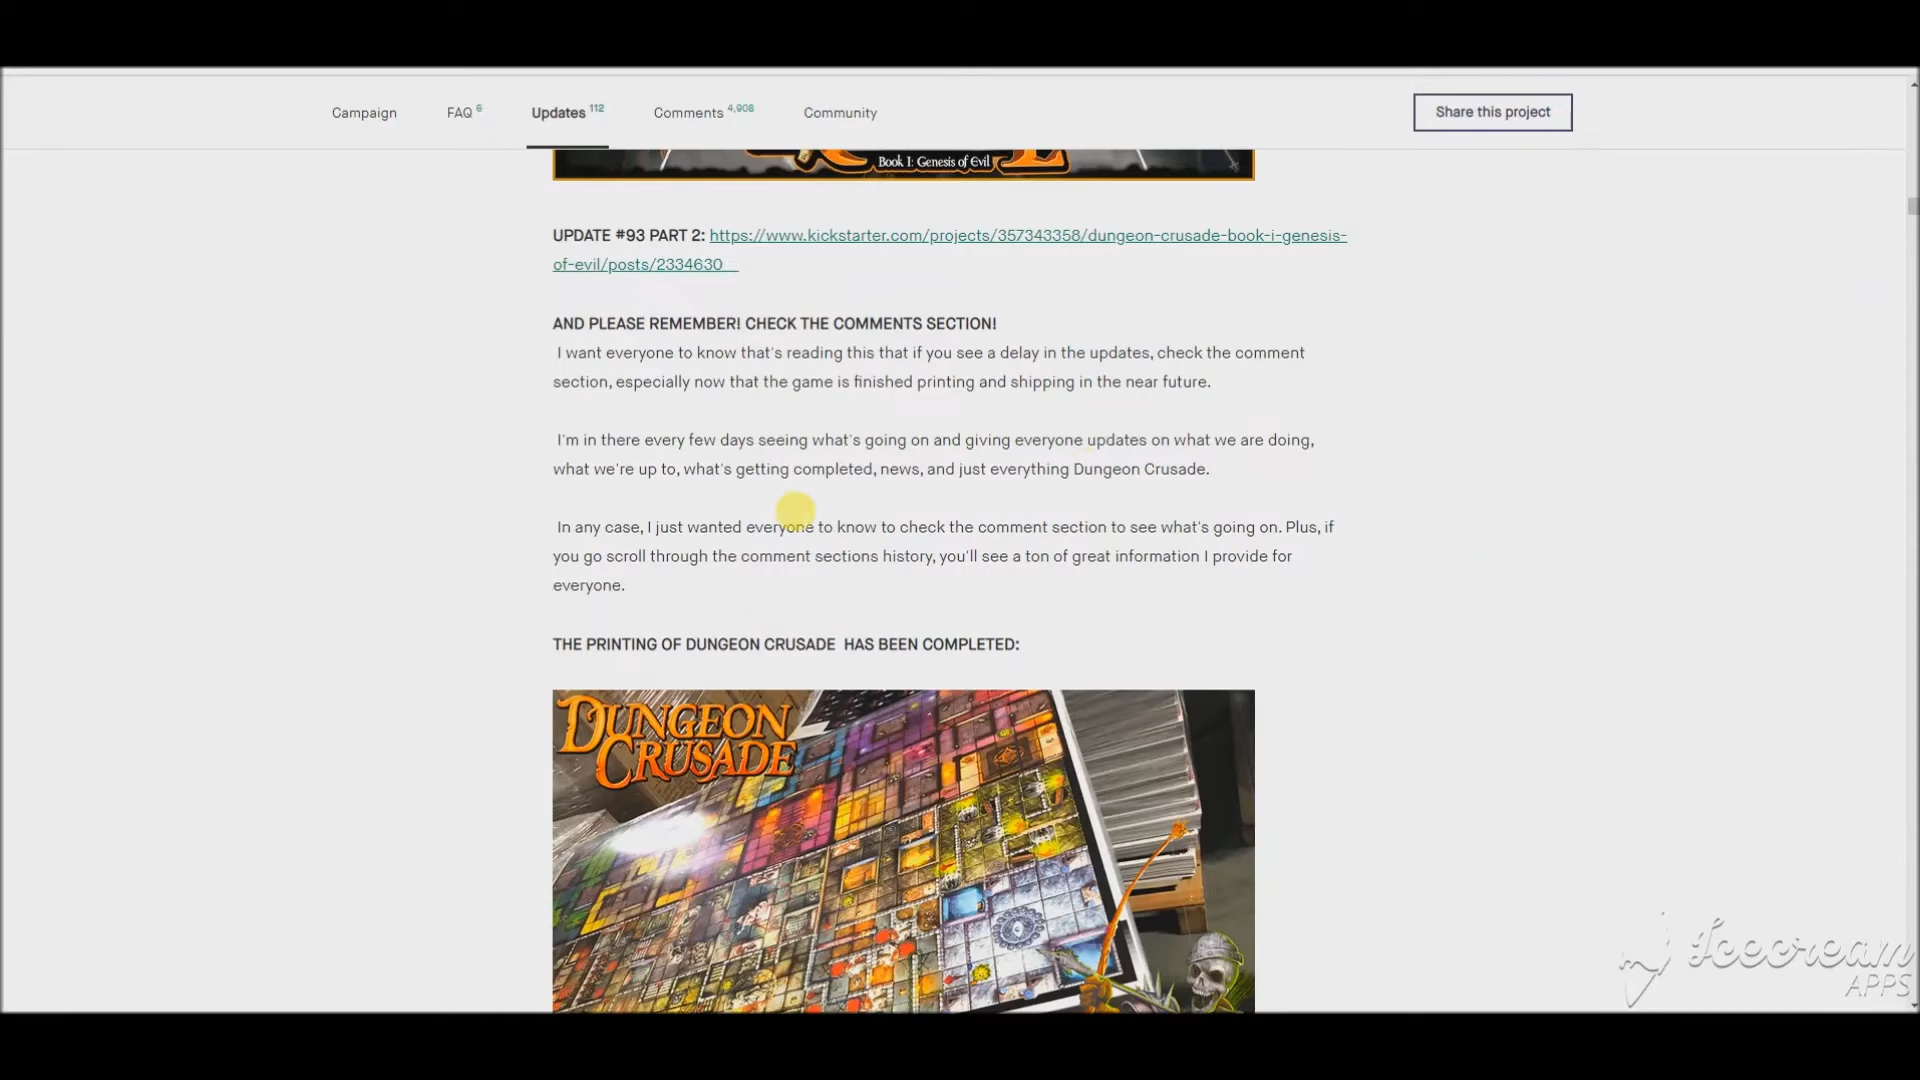 Campaign
FAQ 6
Updates 112
Comments 4,908
Community
Share this project
Book I: Genesis of Evil
UPDATE #93 PART 2: https://www.kickstarter.com/projects/357343358/dungeon-crusade-book-i-genesis-
of-evil/posts/2334630
AND PLEASE REMEMBER! CHECK THE COMMENTS SECTION!
I want everyone to know that's reading this that if you see a delay in the updates, check the comment
section, especially now that the game is finished printing and shipping in the near future.
I'm in there every few days seeing what's going on and giving everyone updates on what we are doing,
what we're up to, what's getting completed, news, and just everything Dungeon Crusade.
In any case, I just wanted everyone to know to check the comment section to see what's going on. Plus, if
you go scroll through the comment sections history, you'll see a ton of great information I provide for
everyone.
THE PRINTING OF DUNGEON CRUSADE HAS BEEN COMPLETED:
DUNGEON
CRUSADE
Icecream
APPS